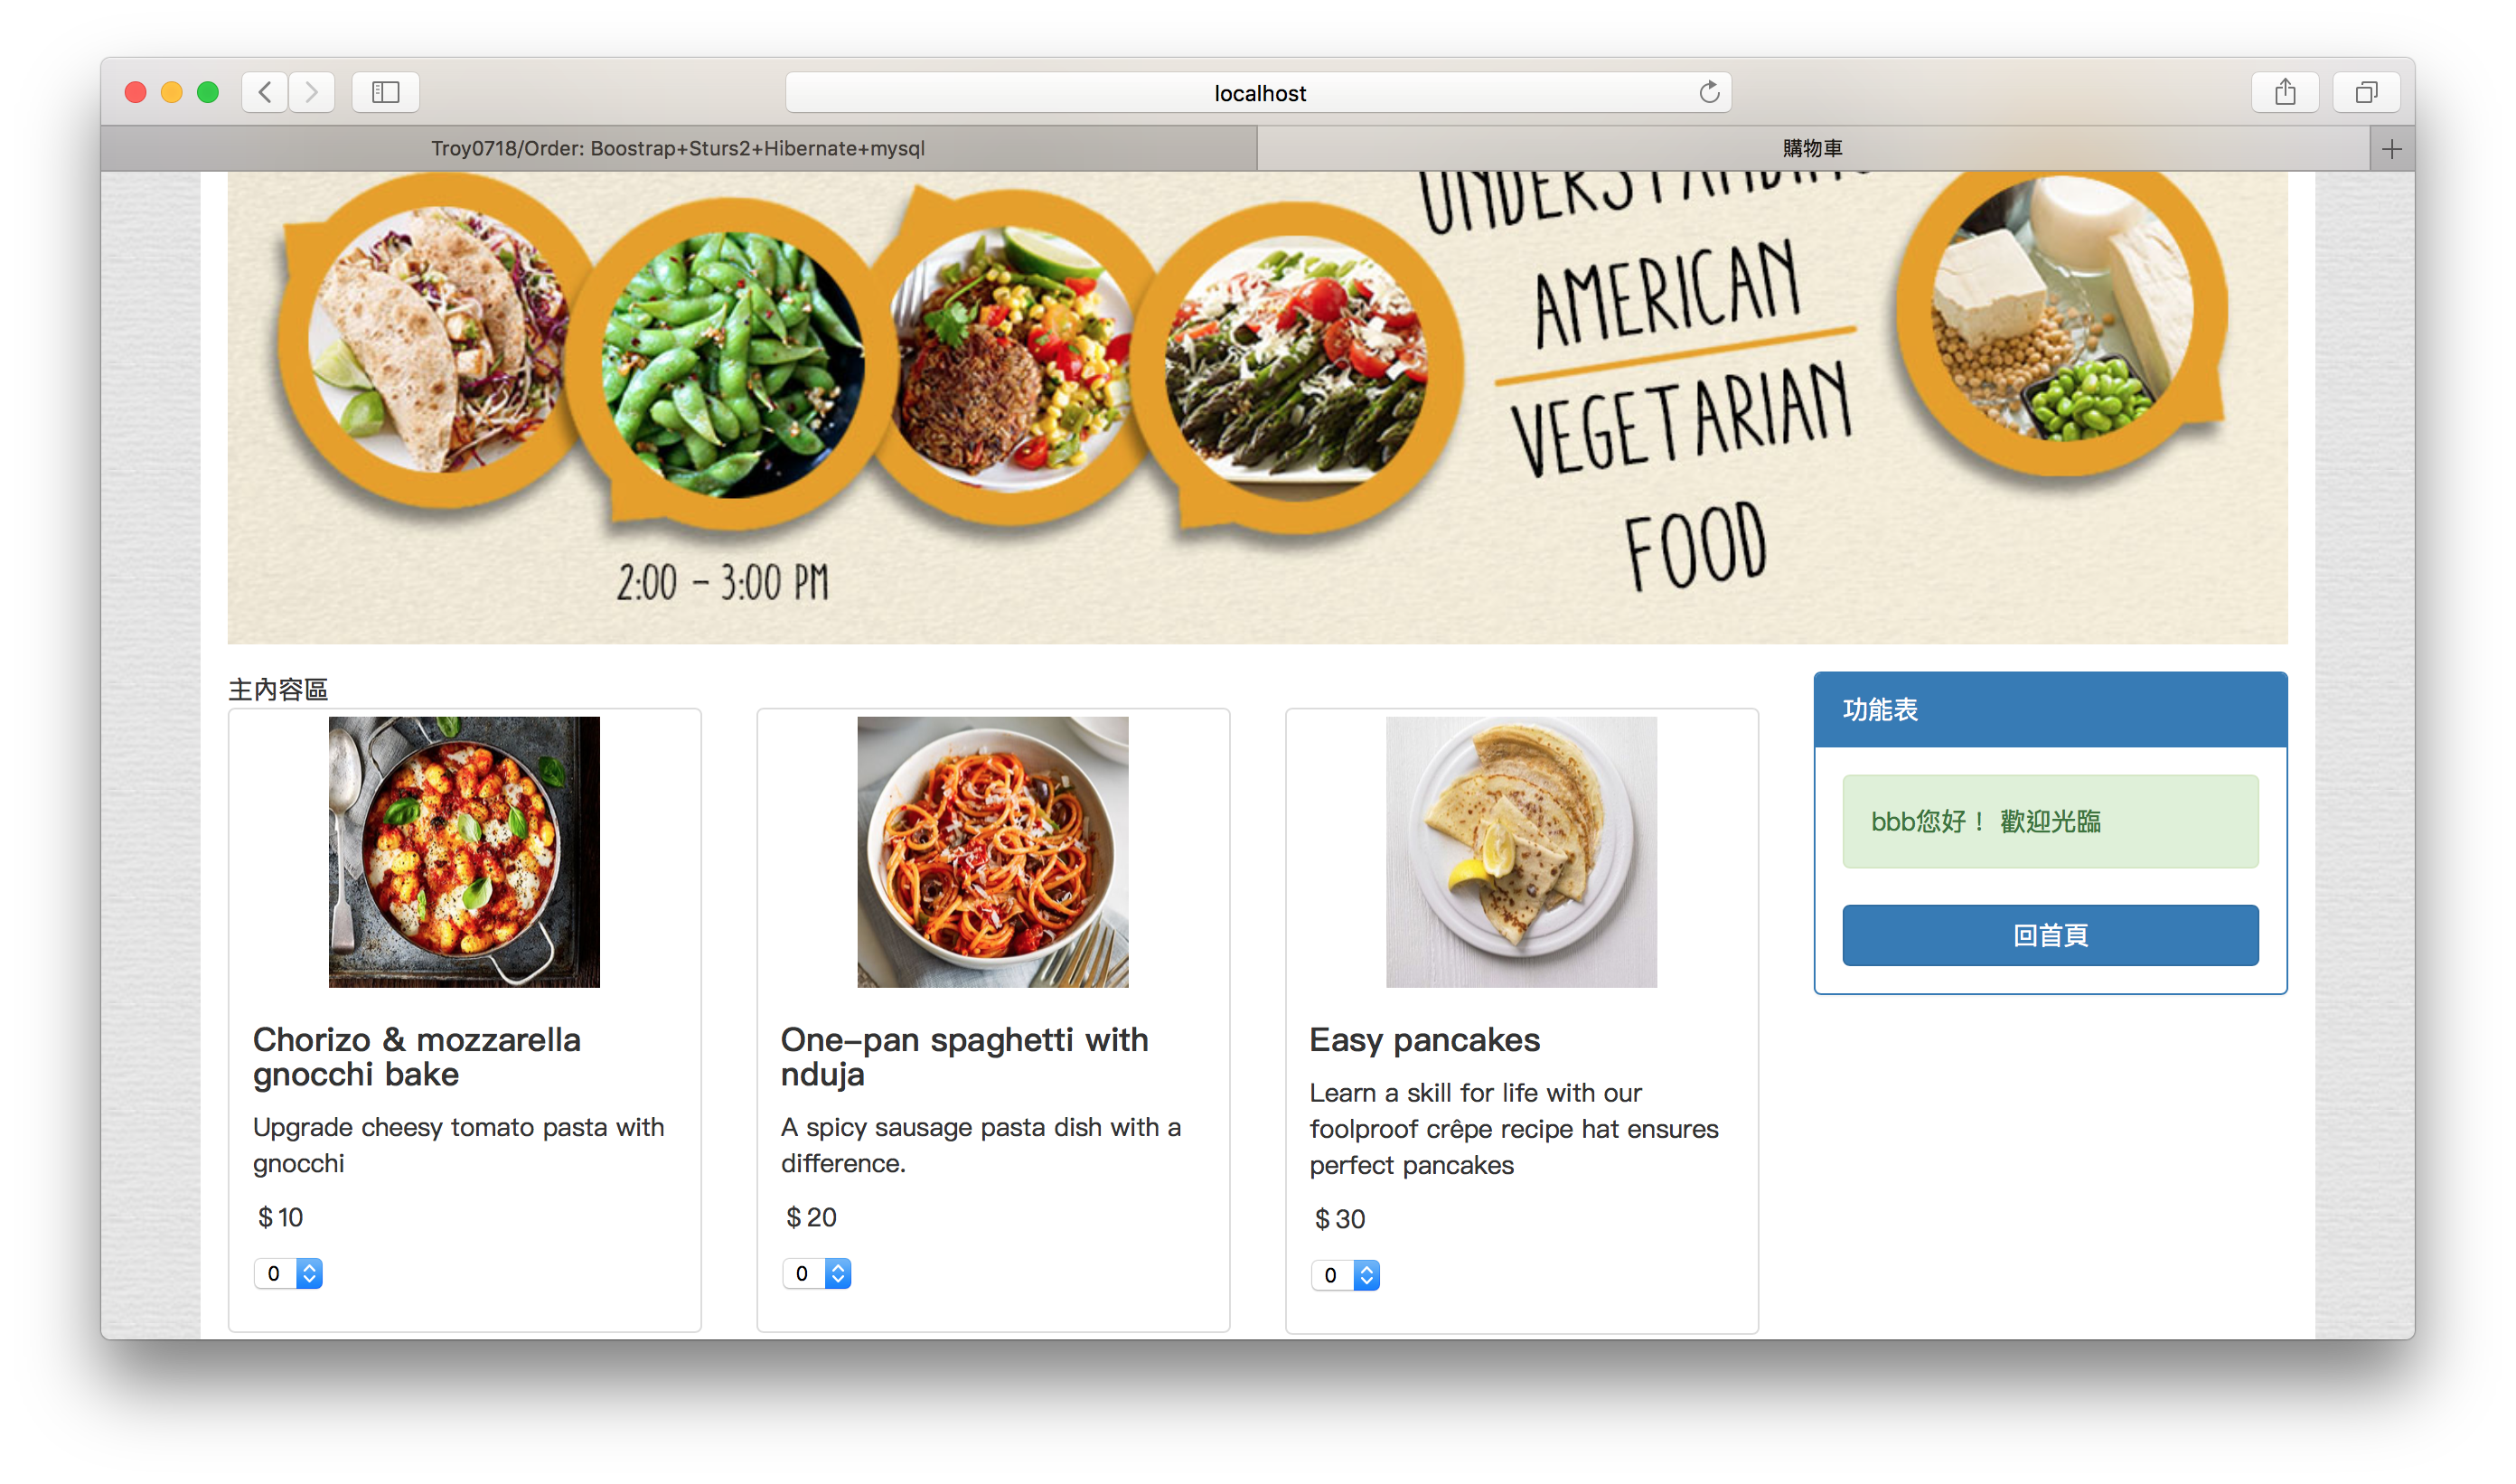 localhost
Troy0718/Order: Boostrap+Sturs2+Hibernate+mysql
購物車
UNDERSTANDING
AMERICAN
VEGETARIAN
FOOD
2:00 - 3:00 PM
主內容區
Chorizo & mozzarella
gnocchi bake
Upgrade cheesy tomato pasta with
gnocchi
$ 10
0
One-pan spaghetti with
nduja
A spicy sausage pasta dish with a
difference.
$ 20
0
Easy pancakes
Learn a skill for life with our
foolproof crêpe recipe hat ensures
perfect pancakes
$ 30
0
功能表
bbb您好！ 歡迎光臨
回首頁